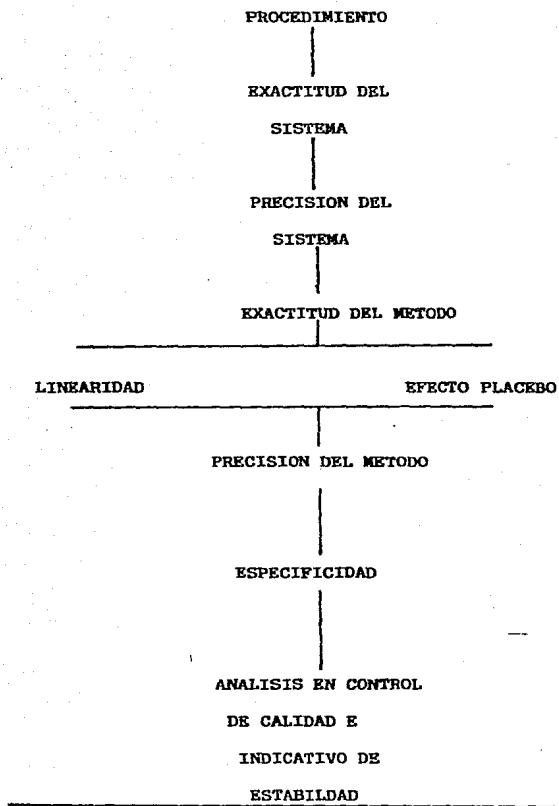 PROCEDIMIENTO
EXACTITUD DEL
SISTEMA
PRECISION DEL
SISTEMA
EXACTITUD DEL METODO
LINEARIDAD EFECTO PLACEBO
PRECISION DEL METODO
ESPECIFICIDAD
ANALISIS EN CONTROL
DE CALIDAD E
INDICATIVO DE
ESTABILDAD